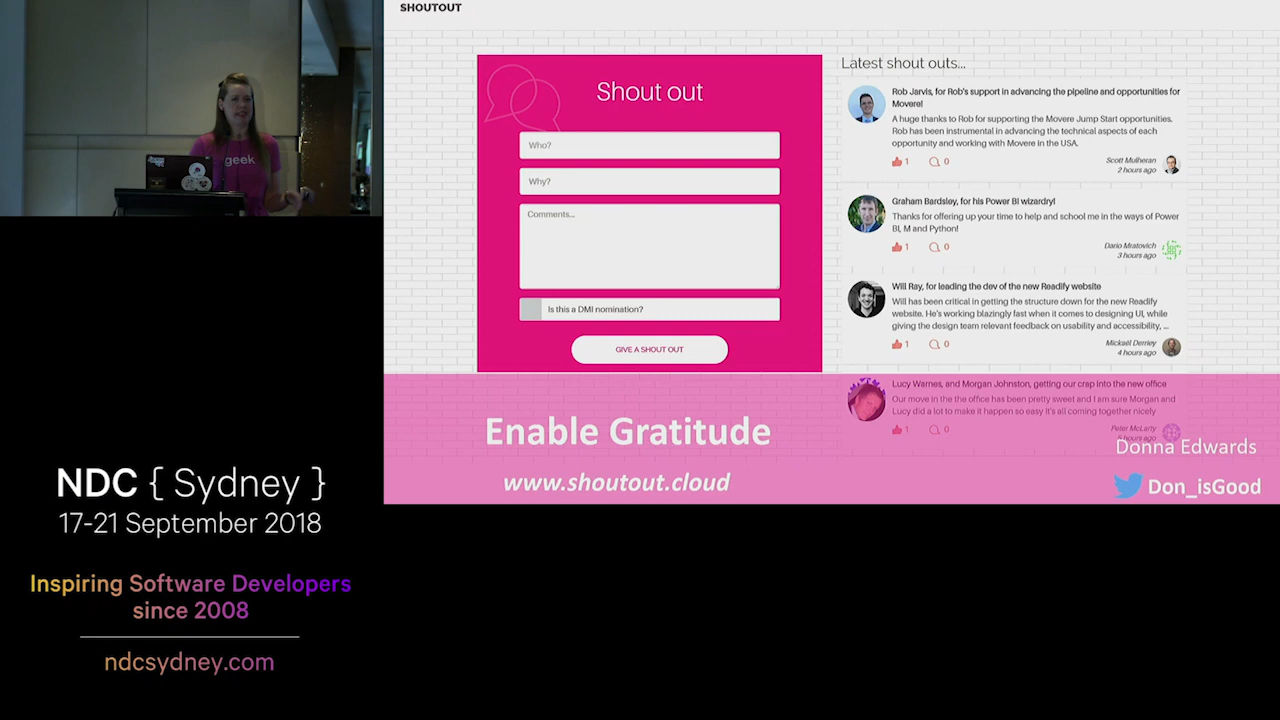 SHOUTOUT
geek
Shout out
Who?
Why?
Comments...
Is this a DMI nomination?
GIVE A SHOUT OUT
Latest shout outs...
Rob Jarvis, for Rob's support in advancing the pipeline and opportunities for
Movere!
A huge thanks to Rob for supporting the Movere Jump Start opportunities.
Rob has been instrumental in advancing the technical aspects of each
opportunity and working with Movere in the USA.
1 0
Scott Mulheran
2 hours ago
Graham Bardsley, for his Power BI wizardry!
Thanks for offering up your time to help and school me in the ways of Power
BI, M and Python!
1 0
Dario Mratovich
3 hours ago
Will Ray, for leading the dev of the new Readify website
Will has been critical in getting the structure down for the new Readify
website. He's working blazingly fast when it comes to designing UI, while
giving the design team relevant feedback on usability and accessibility, ...
1 0
Mickaël Derriey
4 hours ago
Lucy Warnes, and Morgan Johnston, getting our crap into the new office
Our move in the the office has been pretty sweet and I am sure Morgan and
Lucy did a lot to make it happen so easy it's all coming together nicely
1 0
Peter McLarty
hours ago
Enable Gratitude
www.shoutout.cloud
Donna Edwards
Don_isGood
NDC { Sydney }
17-21 September 2018
Inspiring Software Developers
since 2008
ndcsydney.com